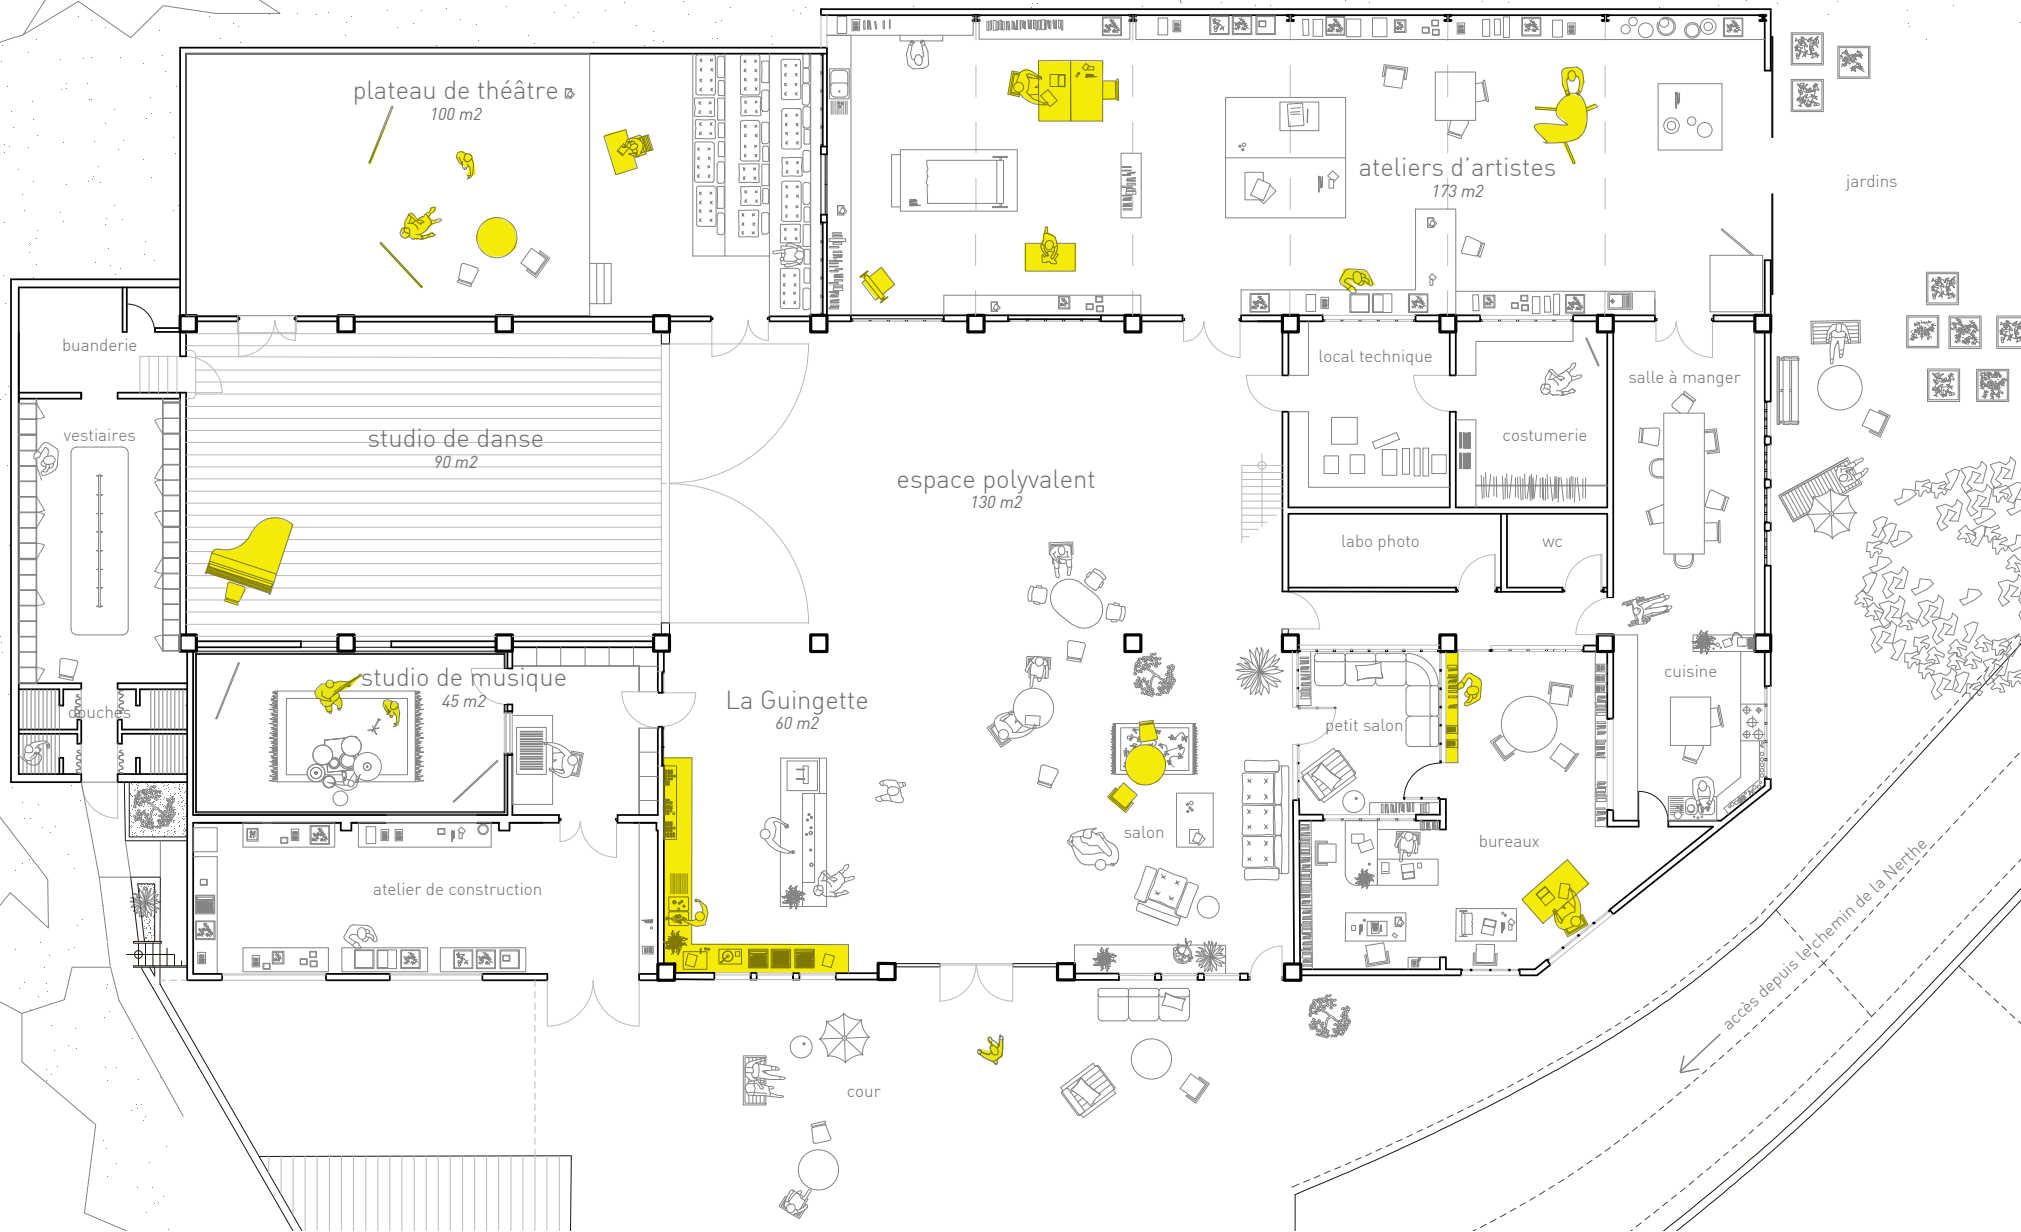 plateau de théâtre
100 m2
ateliers d'artistes
173 m2
jardins
buanderie
local technique
salle à manger
vestiaires
studio de danse
90 m2
costumerie
espace polyvalent
130 m2
labo photo
wc
studio de musique
45 m2
cuisine
La Guingette
60 m2
douches
petit salon
salon
bureaux
atelier de construction
accès depuis le chemin de la Nerthe
cour